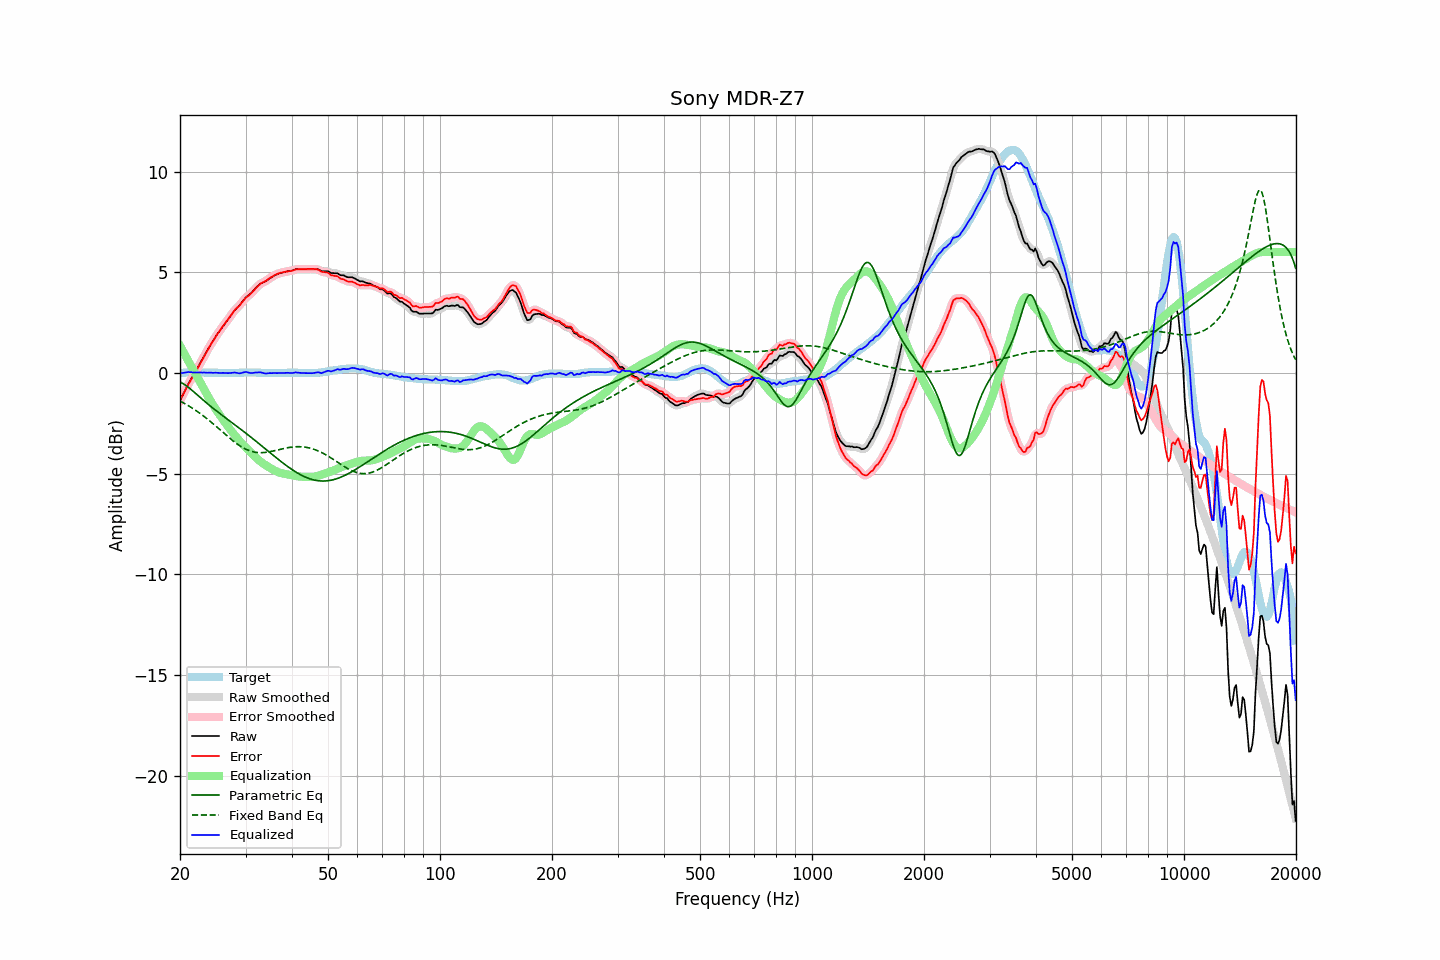 Sony MDR-Z7
Amplitude (dBr)
10
5
0
−5
−10
−15
−20
Target
Raw Smoothed
Error Smoothed
Raw
Error
Equalization
Parametric Eq
Fixed Band Eq
Equalized
20 50 100 200 500 1000 2000 5000 10000 20000
Frequency (Hz)